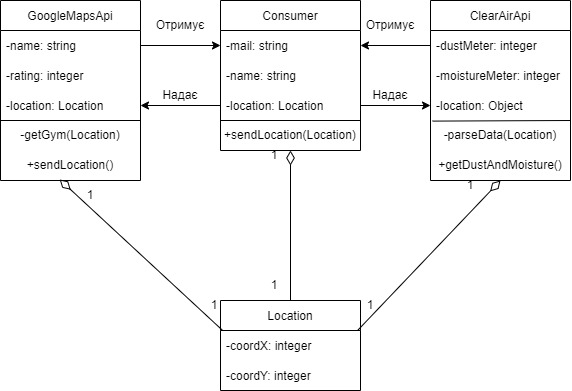 GoogleMapsApi
-name: string
-rating: integer
-location: Location
-getGym(Location)
+sendLocation()
Отримує
Надає
Consumer
-mail: string
-name: string
-location: Location
+sendLocation(Location)
Отримує
Надає
ClearAirApi
-dustMeter: integer
-moistureMeter: integer
-location: Object
-parseData(Location)
+getDustAndMoisture()
1
1
1
1
1
1
Location
-coordX: integer
-coordY: integer